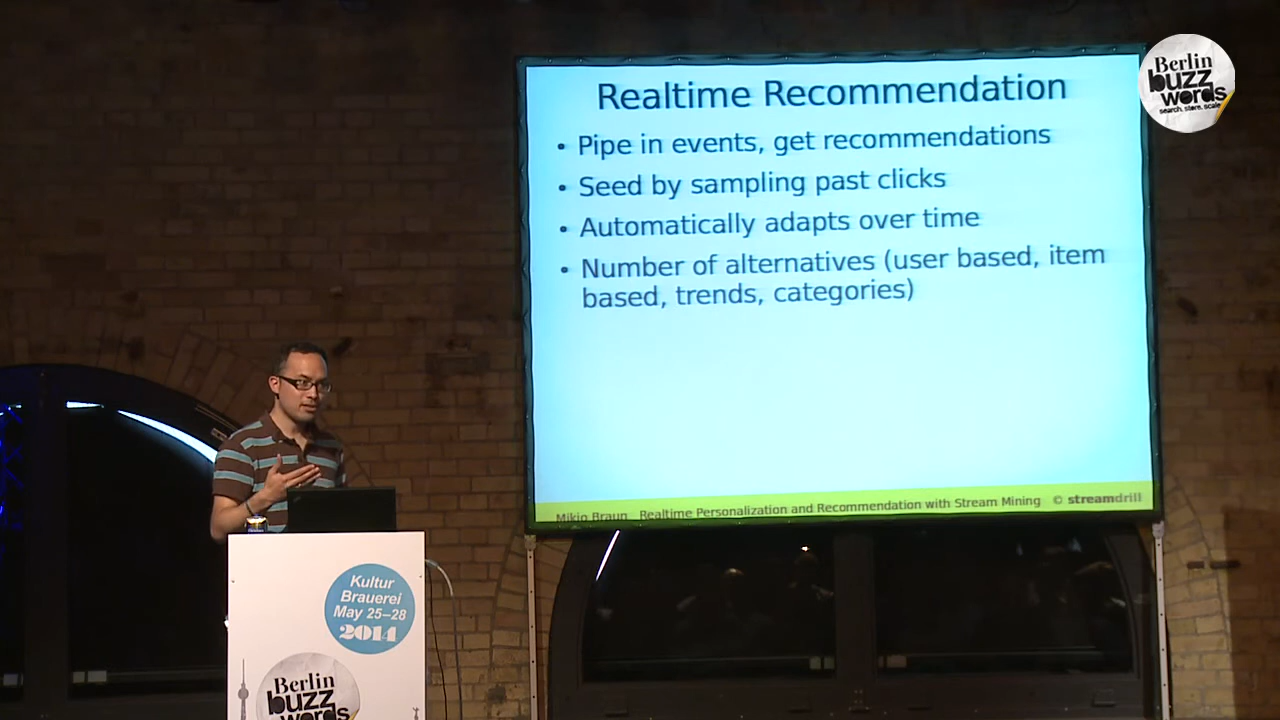 Realtime Recommendation
• Pipe in events, get recommendations
• Seed by sampling past clicks
• Automatically adapts over time
• Number of alternatives (user based, item
based, trends, categories)
Mikio Braun Realtime Personalization and Recommendation with Stream Mining © streamdrill
Berlin
buzz
words
search. store. scale
Kultur
Brauerei
May 25–28
2014
Berlin
buzz
words